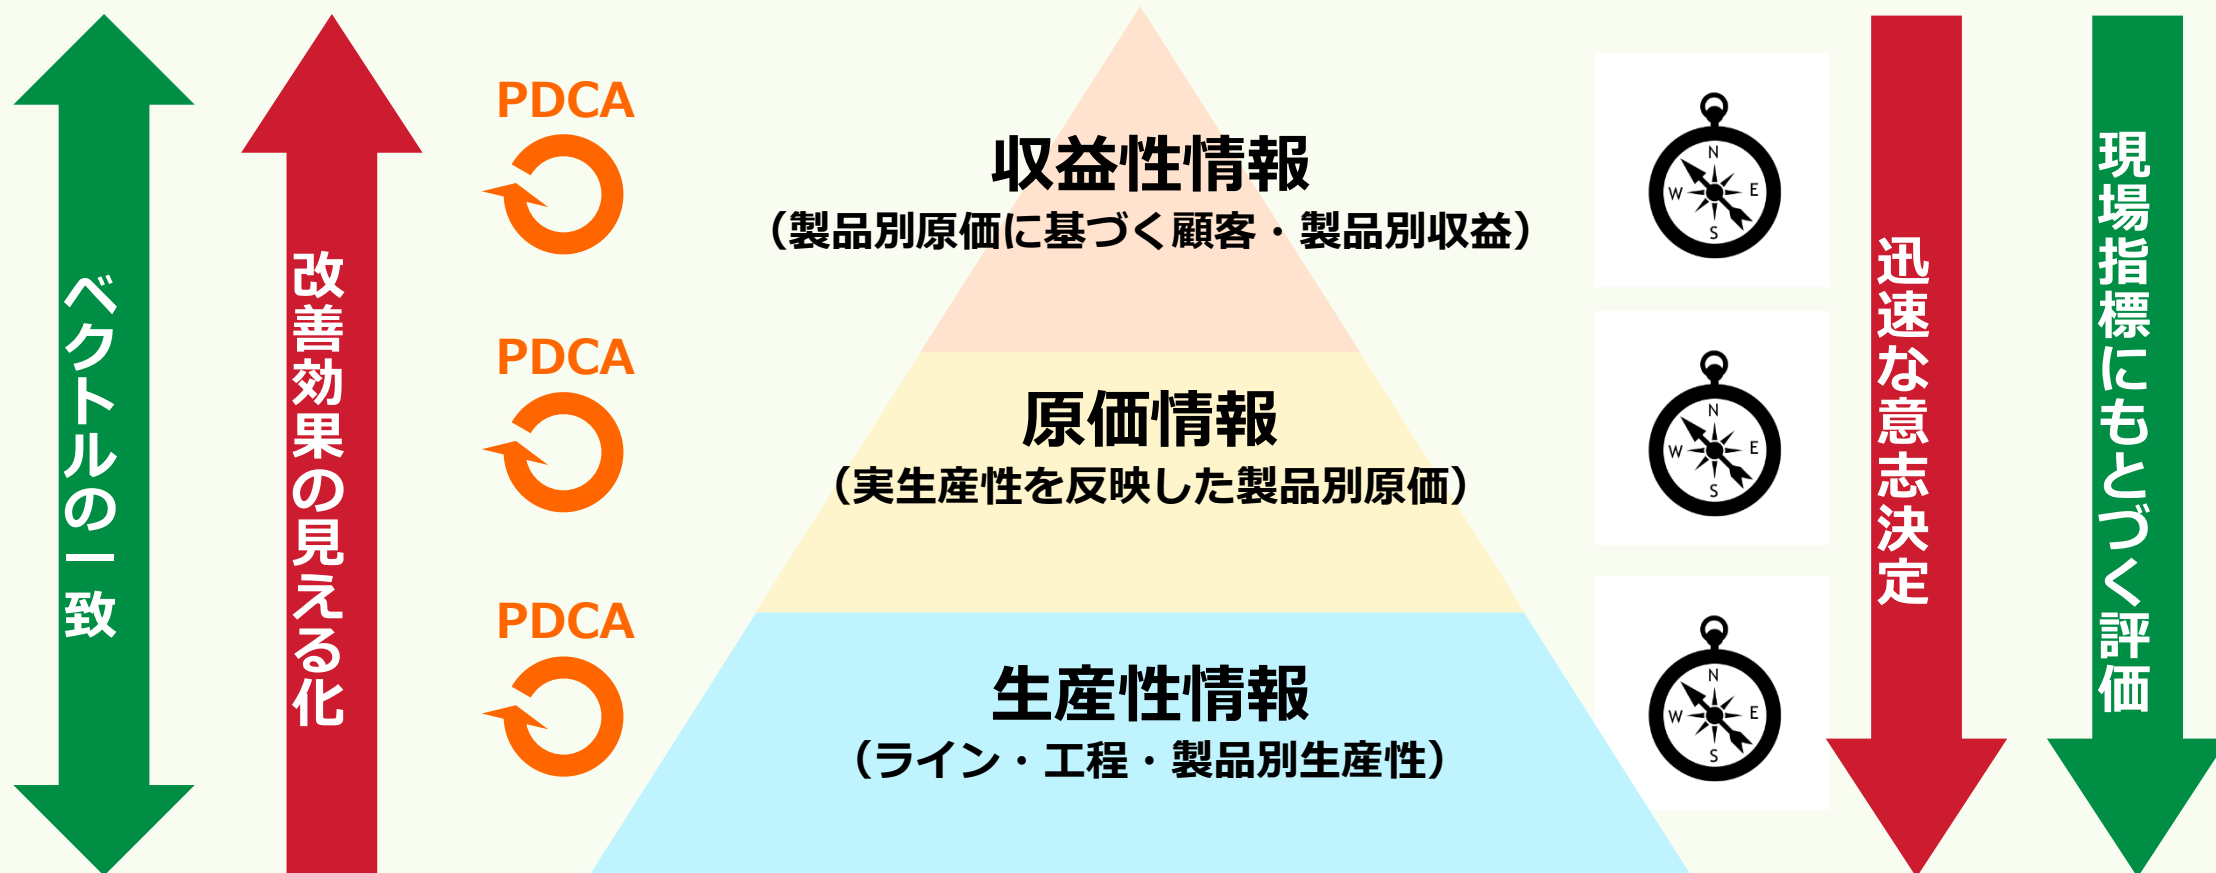 ベクトルの一致
改善効果の見える化
PDCA
収益性情報
（製品別原価に基づく顧客・製品別収益）
N
W
E
S
PDCA
原価情報
（実生産性を反映した製品別原価）
N
W
E
S
PDCA
生産性情報
（ライン・工程・製品別生産性）
N
W
E
S
迅速な意志決定
現場指標にもとづく評価